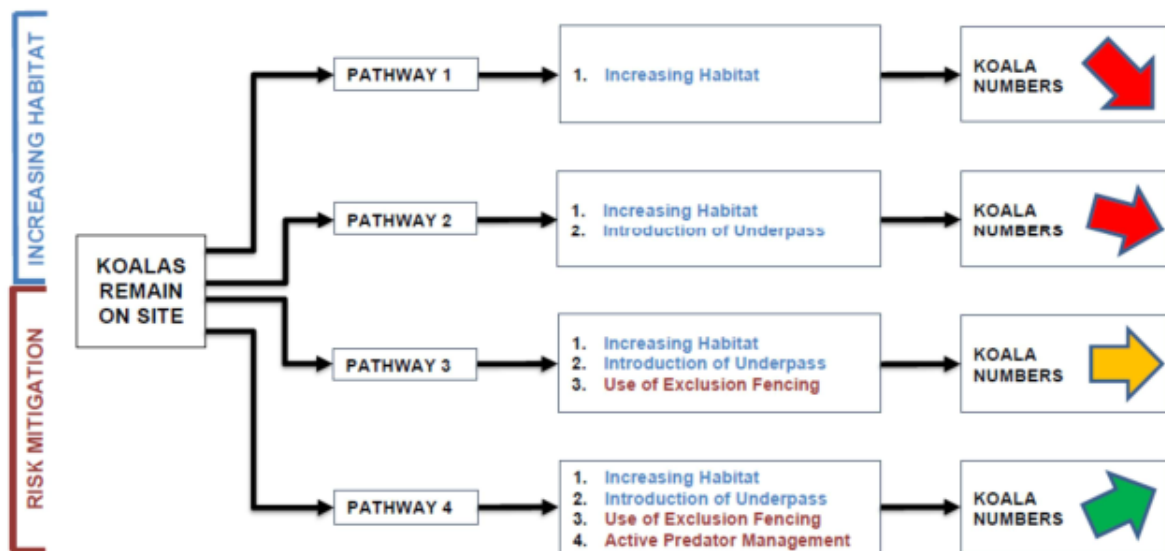 INCREASING HABITAT
RISK MITIGATION
KOALAS
REMAIN
ON SITE
PATHWAY 1
1. Increasing Habitat
KOALA
NUMBERS
PATHWAY 2
1. Increasing Habitat
2. Introduction of Underpass
KOALA
NUMBERS
PATHWAY 3
1. Increasing Habitat
2. Introduction of Underpass
3. Use of Exclusion Fencing
KOALA
NUMBERS
PATHWAY 4
1. Increasing Habitat
2. Introduction of Underpass
3. Use of Exclusion Fencing
4. Active Predator Management
KOALA
NUMBERS